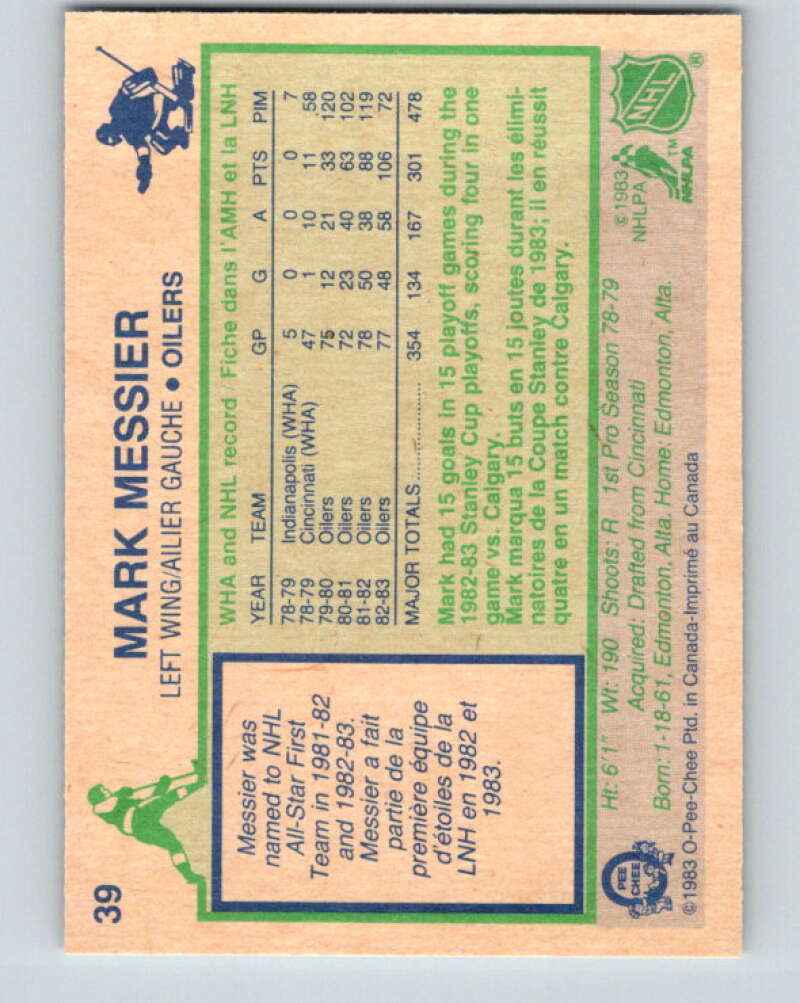 39
MARK MESSIER
LEFT WING/AILIER GAUCHE • OILERS
Messier was
named to NHL
All-Star First
Team in 1981-82
and 1982-83.
Messier a fait
partie de la
première équipe
d'étoiles de la
LNH en 1982 et
1983.
WHA and NHL record / Fiche dans l'AMH et la LNH
YEAR TEAM GP G A PTS PIM
78-79 Indianapolis (WHA) 5 0 0 0 7
78-79 Cincinnati (WHA) 47 1 10 11 58
79-80 Oilers 75 12 21 33 120
80-81 Oilers 72 23 40 63 102
81-82 Oilers 78 50 38 88 119
82-83 Oilers 77 48 58 106 72
MAJOR TOTALS.............. 354 134 167 301 478
Mark had 15 goals in 15 playoff games during the
1982-83 Stanley Cup playoffs, scoring four in one
game vs. Calgary.
Mark marqua 15 buts en 15 joutes durant les élimi-
natoires de la Coupe Stanley de 1983; il en réussit
quatre en un match contre Calgary.
O PEE CHEE
Ht: 6'1" Wt: 190 Shoots: R 1st Pro Season 78-79
Acquired: Drafted from Cincinnati
Born: 1-18-61, Edmonton, Alta. Home: Edmonton, Alta.
©1983 O-Pee-Chee Ptd. in Canada-Imprimé au Canada
©1983
NHLPA
NHLPA
TM
NHL
®